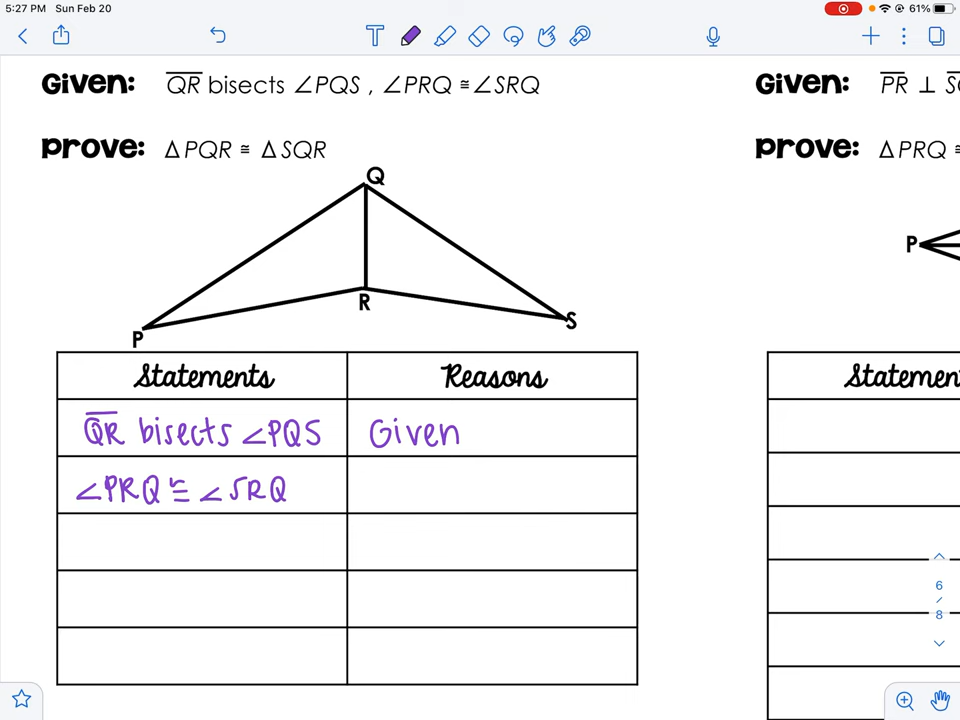 5:27 PM Sun Feb 20
61%
Given: QR bisects ∠PQS , ∠PRQ ≅ ∠SRQ
Given: PR ⊥
Prove: ΔPQR ≅ ΔSQR
Prove: ΔPRQ ≅
Q
P
R
S
P
Statements Reasons
Statemen
QR bisects ∠PQS Given
∠PRQ ≅ ∠SRQ
6
/
8